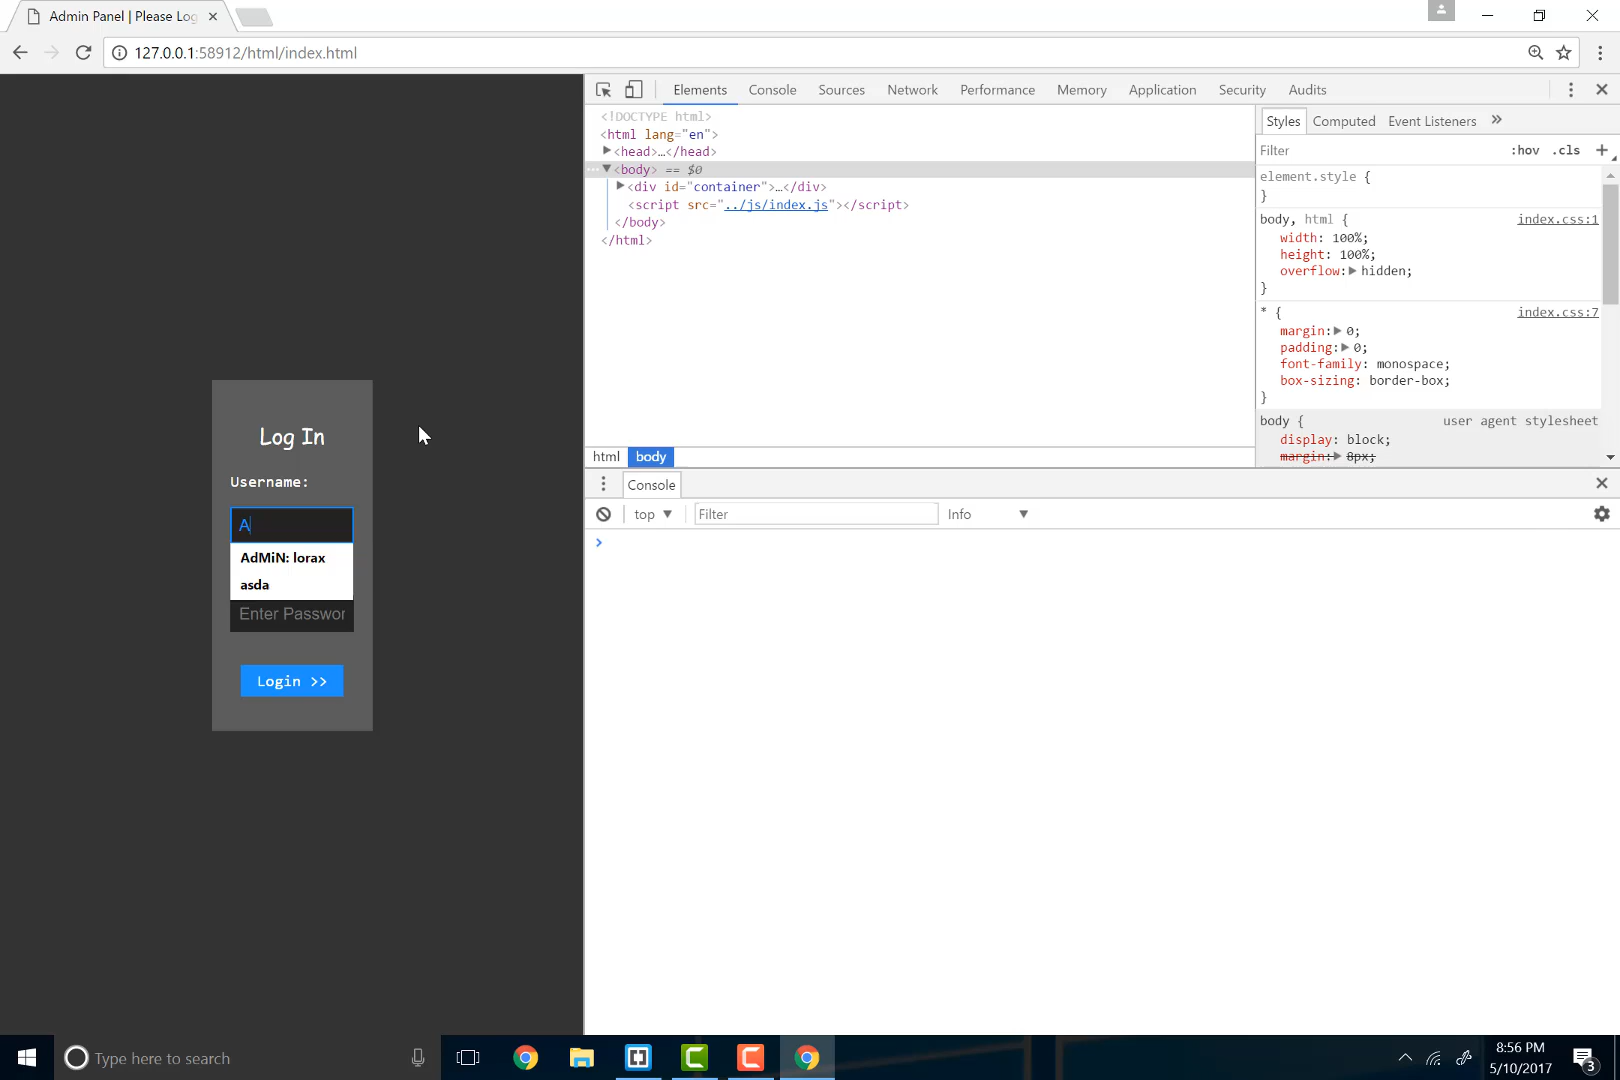 Admin Panel | Please Log
127.0.0.1:58912/html/index.html
Elements Console Sources Network Performance Memory Application Security Audits
<!DOCTYPE html>
<html lang="en">
<head>…</head>
<body> == $0
<div id="container">…</div>
<script src="../js/index.js"></script>
</body>
</html>
html body
Styles Computed Event Listeners »
Filter :hov .cls +
element.style {
}
body, html { index.css:1
width: 100%;
height: 100%;
overflow: hidden;
}
* { index.css:7
margin: 0;
padding: 0;
font-family: monospace;
box-sizing: border-box;
}
body { user agent stylesheet
display: block;
margin: 8px;
Console
top Filter Info
Log In
Username:
A
AdMiN: lorax
asda
Enter Passwor
Login >>
Type here to search
8:56 PM
5/10/2017
3